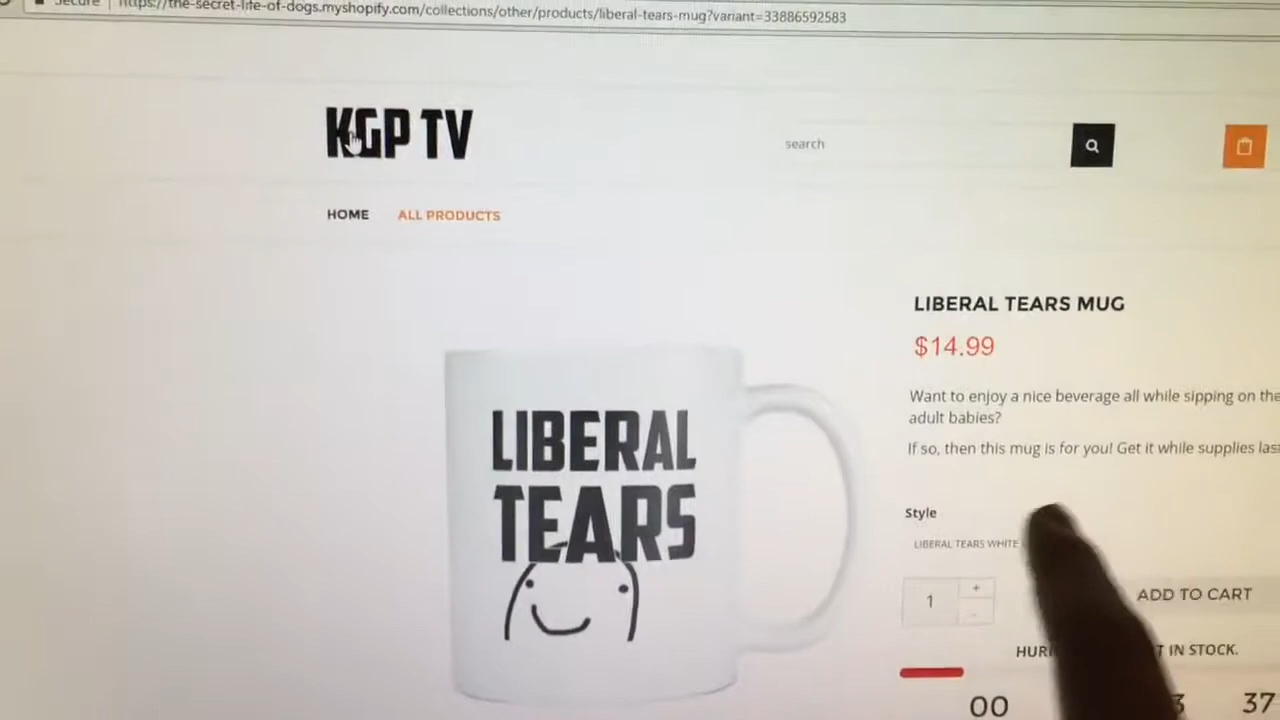 Secure | https://the-secret-life-of-dogs.myshopify.com/collections/other/products/liberal-tears-mug?variant=33886592583
KGP TV
search
HOME ALL PRODUCTS
LIBERAL TEARS MUG
$14.99
Want to enjoy a nice beverage all while sipping on the
adult babies?
If so, then this mug is for you! Get it while supplies
LIBERAL
TEARS
Style
LIBERAL TEARS WHITE
1 + -
ADD TO CART
IN STOCK.
00 37